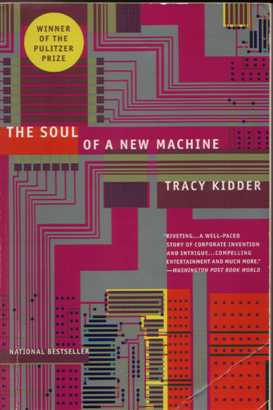 WINNER
OF THE
PULITZER
PRIZE
THE SOUL
OF A NEW MACHINE
TRACY KIDDER
"RIVETING...A WELL-PACED
STORY OF CORPORATE INVENTION
AND INTRIGUE...COMPELLING
ENTERTAINMENT AND MUCH MORE."
—WASHINGTON POST BOOK WORLD
NATIONAL BESTSELLER